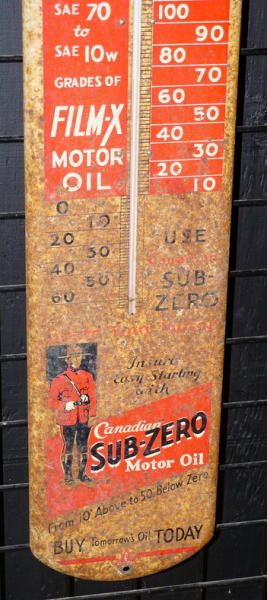 SAE 70
to
SAE 10W
GRADES OF
FILM-X
MOTOR
OIL
100
90
80
70
60
50
40
30
20
10
0
10
20
30
40
50
60
USE
Canadian
SUB-
ZERO
Insure
easy Starting
with
Canadian
SUB-ZERO
Motor Oil
From 10° Above to 50 Below Zero
BUY Tomorrow's Oil TODAY